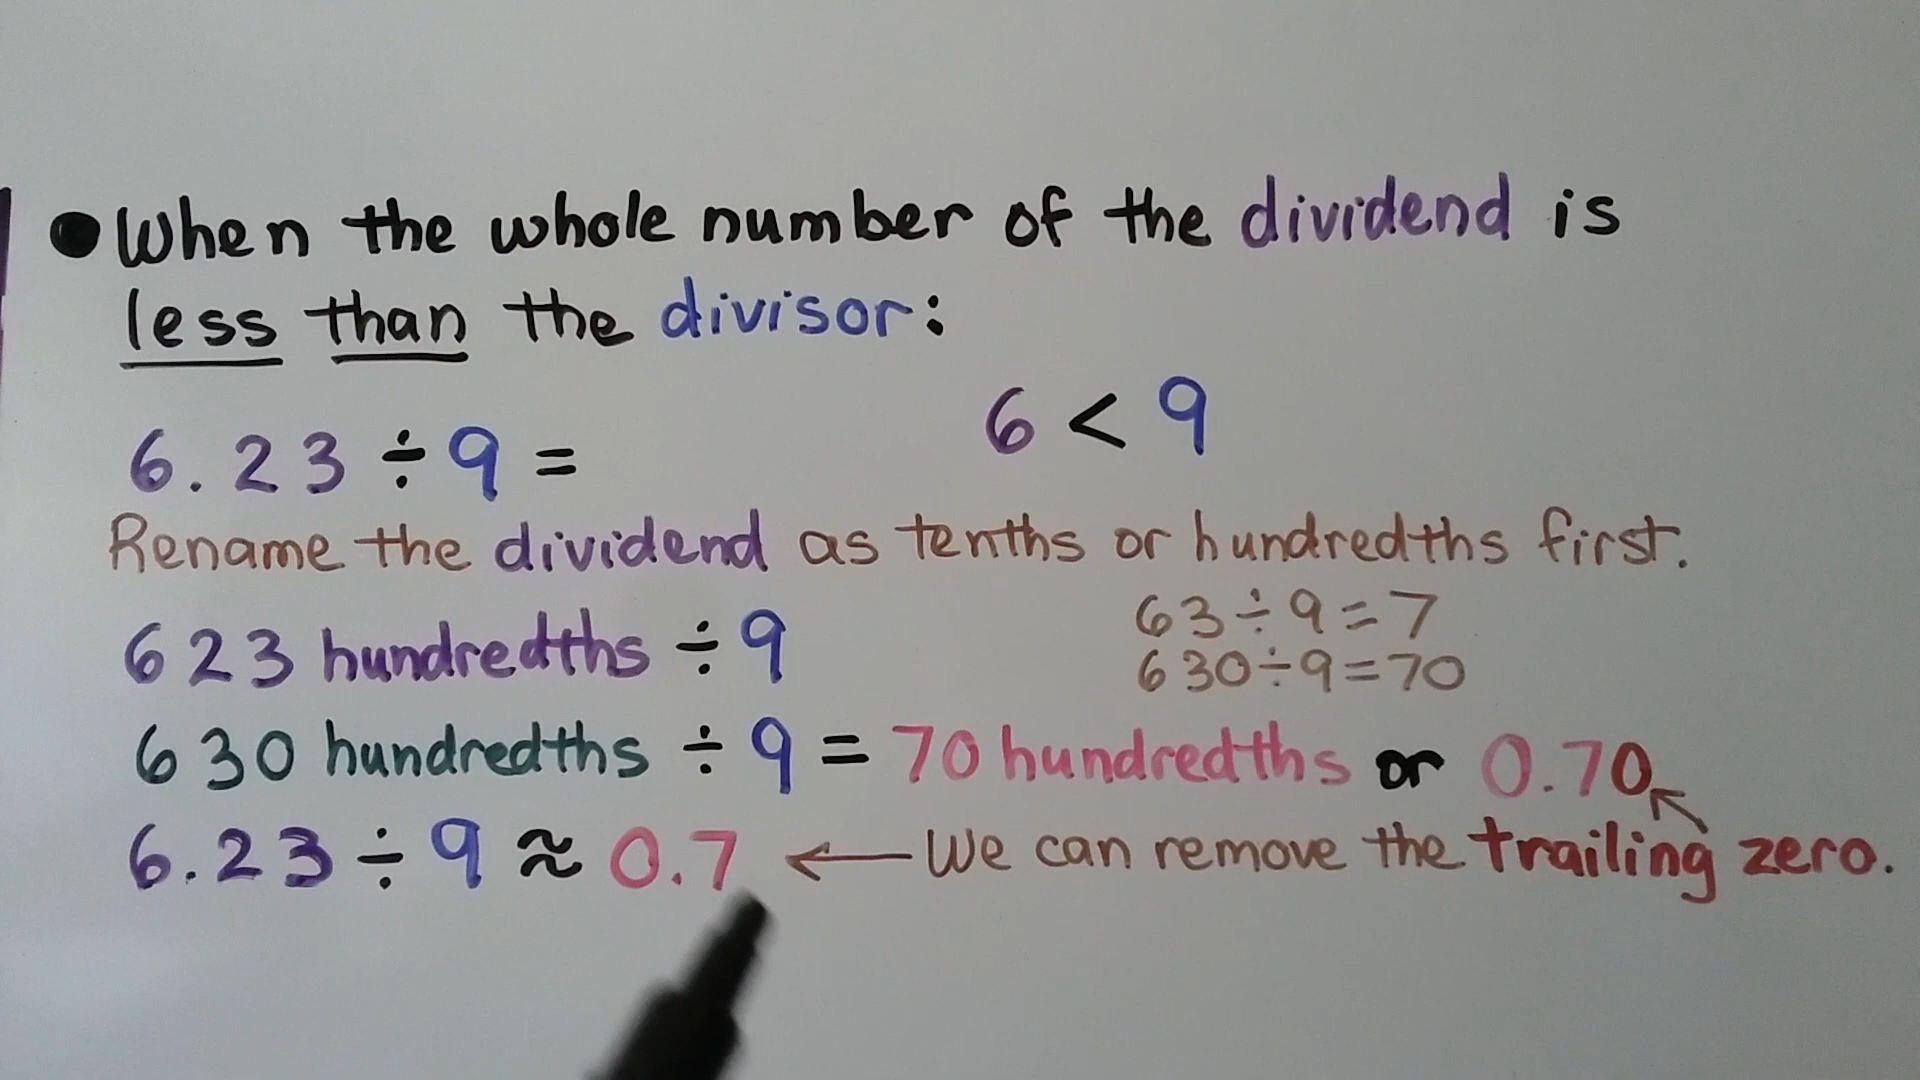 ● When the whole number of the dividend is
less than the divisor:
6.23 ÷ 9 = 6 < 9
Rename the dividend as tenths or hundredths first.
623 hundredths ÷ 9 63 ÷ 9 = 7
630 ÷ 9 = 70
630 hundredths ÷ 9 = 70 hundredths or 0.70
6.23 ÷ 9 ≈ 0.7 ← We can remove the trailing zero.